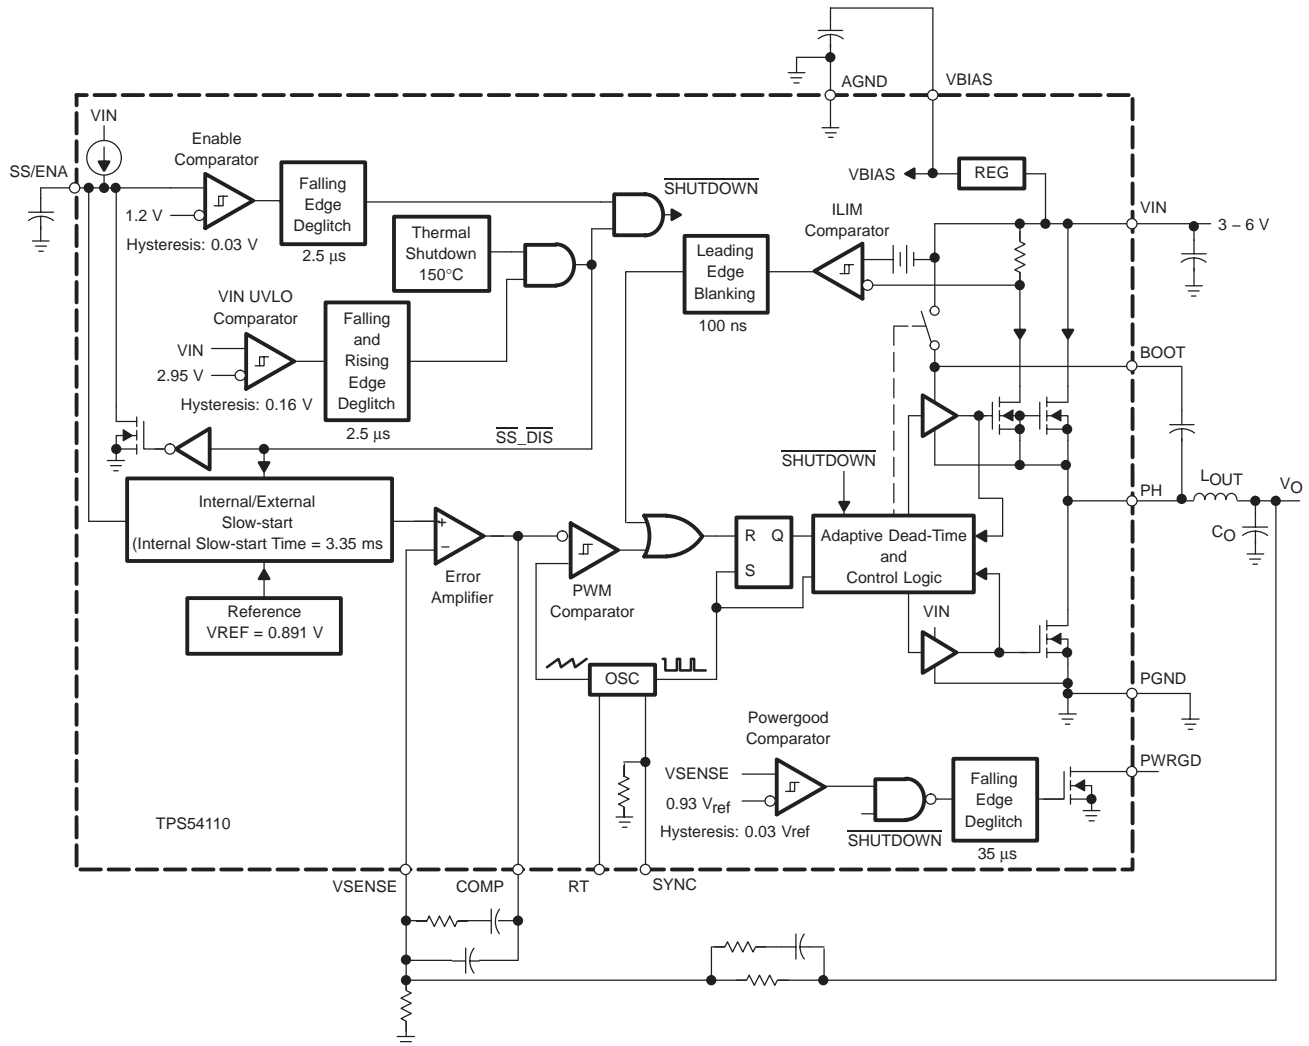 AGND
VBIAS
VIN
SS/ENA
Enable
Comparator
1.2 V
Hysteresis: 0.03 V
Falling
Edge
Deglitch
2.5 µs
Thermal
Shutdown
150°C
SHUTDOWN
VBIAS
REG
ILIM
Comparator
VIN
3 – 6 V
Leading
Edge
Blanking
100 ns
VIN UVLO
Comparator
VIN
2.95 V
Hysteresis: 0.16 V
Falling
and
Rising
Edge
Deglitch
2.5 µs
BOOT
SS_DIS
SHUTDOWN
PH
LOUT
VO
CO
Internal/External
Slow-start
(Internal Slow-start Time = 3.35 ms
+
−
Error
Amplifier
PWM
Comparator
R Q
S
Adaptive Dead-Time
and
Control Logic
Reference
VREF = 0.891 V
VIN
OSC
PGND
Powergood
Comparator
VSENSE
0.93 Vref
Hysteresis: 0.03 Vref
SHUTDOWN
Falling
Edge
Deglitch
35 µs
PWRGD
TPS54110
VSENSE
COMP
RT
SYNC